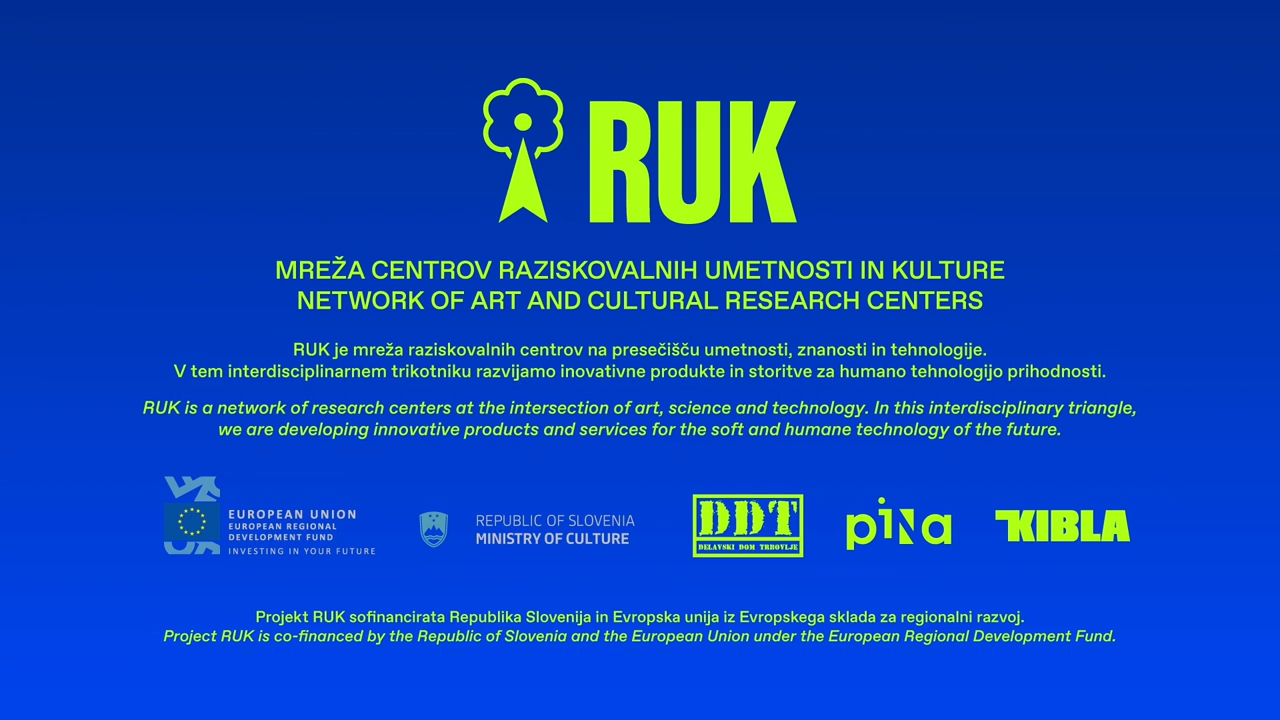 RUK
MREŽA CENTROV RAZISKOVALNIH UMETNOSTI IN KULTURE
NETWORK OF ART AND CULTURAL RESEARCH CENTERS
RUK je mreža raziskovalnih centrov na presečišču umetnosti, znanosti in tehnologije.
V tem interdisciplinarnem trikotniku razvijamo inovativne produkte in storitve za humano tehnologijo prihodnosti.
RUK is a network of research centers at the intersection of art, science and technology. In this interdisciplinary triangle,
we are developing innovative products and services for the soft and humane technology of the future.
EUROPEAN UNION
EUROPEAN REGIONAL
DEVELOPMENT FUND
INVESTING IN YOUR FUTURE
REPUBLIC OF SLOVENIA
MINISTRY OF CULTURE
DDT
DELAVSKI DOM TRBOVLJE
piNa
KIBLA
Projekt RUK sofinancirata Republika Slovenija in Evropska unija iz Evropskega sklada za regionalni razvoj.
Project RUK is co-financed by the Republic of Slovenia and the European Union under the European Regional Development Fund.